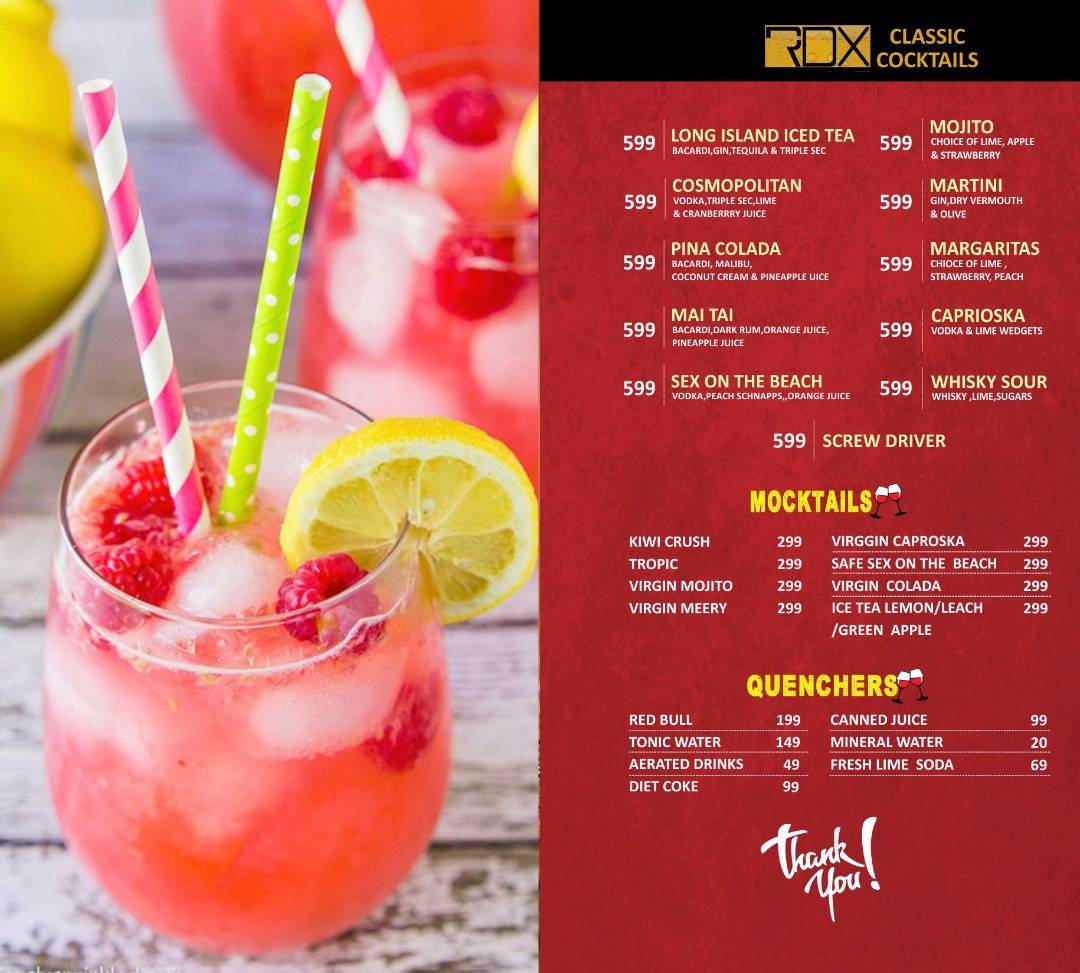 RDX CLASSIC
COCKTAILS
599 LONG ISLAND ICED TEA
BACARDI,GIN,TEQUILA & TRIPLE SEC
599 MOJITO
CHOICE OF LIME, APPLE
& STRAWBERRY
599 COSMOPOLITAN
VODKA,TRIPLE SEC,LIME
& CRANBERRRY JUICE
599 MARTINI
GIN,DRY VERMOUTH
& OLIVE
599 PINA COLADA
BACARDI, MALIBU,
COCONUT CREAM & PINEAPPLE UICE
599 MARGARITAS
CHIOCE OF LIME ,
STRAWBERRY, PEACH
599 MAI TAI
BACARDI,DARK RUM,ORANGE JUICE,
PINEAPPLE JUICE
599 CAPRIOSKA
VODKA & LIME WEDGETS
599 SEX ON THE BEACH
VODKA,PEACH SCHNAPPS,,ORANGE JUICE
599 WHISKY SOUR
WHISKY ,LIME,SUGARS
599 SCREW DRIVER
MOCKTAILS
KIWI CRUSH 299
TROPIC 299
VIRGIN MOJITO 299
VIRGIN MEERY 299
VIRGGIN CAPROSKA 299
SAFE SEX ON THE BEACH 299
VIRGIN COLADA 299
ICE TEA LEMON/LEACH 299
/GREEN APPLE
QUENCHERS
RED BULL 199
TONIC WATER 149
AERATED DRINKS 49
DIET COKE 99
CANNED JUICE 99
MINERAL WATER 20
FRESH LIME SODA 69
Thank
You!